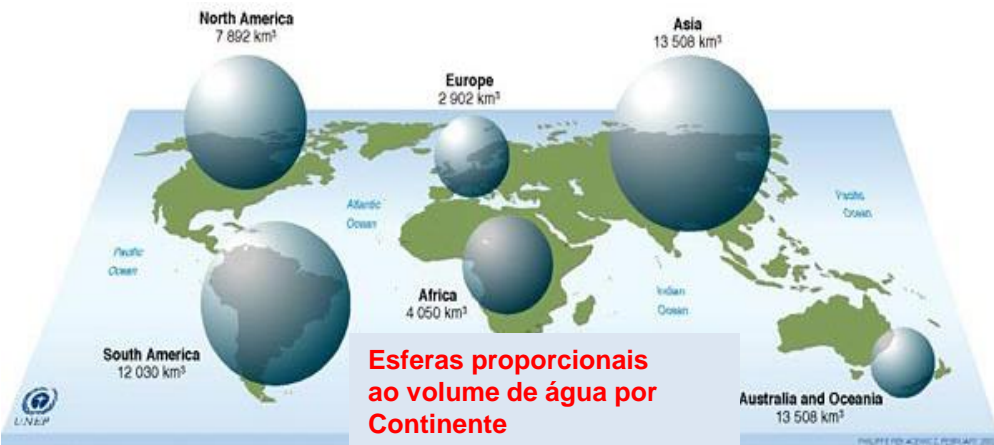 North America
7 892 km³
Asia
13 508 km³
Europe
2 902 km³
Atlantic
Ocean
Pacific
Ocean
Pacific
Ocean
Africa
4 050 km³
Indian
Ocean
South America
12 030 km³
Esferas proporcionais
ao volume de água por
Continente
Australia and Oceania
13 508 km³
UNEP